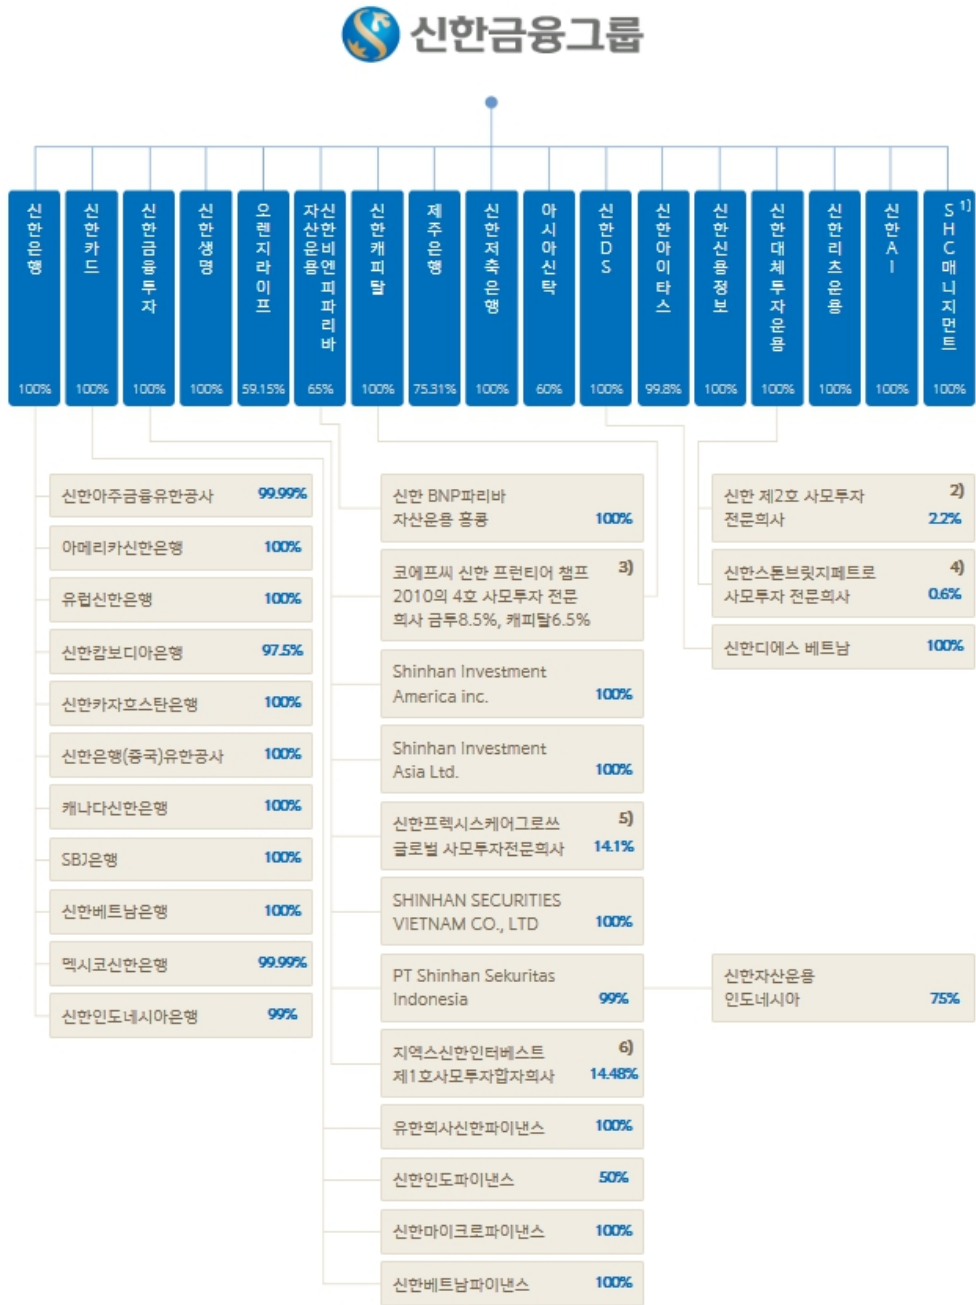 신한금융그룹
신한은행
100%
신한카드
100%
신한금융투자
100%
신한생명
100%
오렌지라이프
59.15%
신한비엔피파리바
자산운용
65%
신한캐피탈
100%
제주은행
75.31%
신한저축은행
100%
아시아신탁
60%
신한DS
100%
신한아이타스
99.8%
신한신용정보
100%
신한대체투자운용
100%
신한리츠운용
100%
신한AI
100%
SHC매니지먼트 1)
100%
신한아주금융유한공사 99.99%
아메리카신한은행 100%
유럽신한은행 100%
신한캄보디아은행 97.5%
신한카자흐스탄은행 100%
신한은행(중국)유한공사 100%
캐나다신한은행 100%
SBJ은행 100%
신한베트남은행 100%
멕시코신한은행 99.99%
신한인도네시아은행 99%
신한 BNP파리바
자산운용 홍콩 100%
코에프씨 신한 프런티어 챔프 3)
2010의 4호 사모투자 전문
회사 금투8.5%, 캐피탈6.5%
Shinhan Investment
America inc. 100%
Shinhan Investment
Asia Ltd. 100%
신한프렉시스케어그로쓰 5)
글로벌 사모투자전문회사 14.1%
SHINHAN SECURITIES
VIETNAM CO., LTD 100%
PT Shinhan Sekuritas
Indonesia 99%
지엑스신한인터베스트 6)
제1호사모투자합자회사 14.48%
유한회사신한파이낸스 100%
신한인도파이낸스 50%
신한마이크로파이낸스 100%
신한베트남파이낸스 100%
신한 제2호 사모투자 2)
전문회사 2.2%
신한스톤브릿지페트로 4)
사모투자 전문회사 0.6%
신한디에스 베트남 100%
신한자산운용
인도네시아 75%